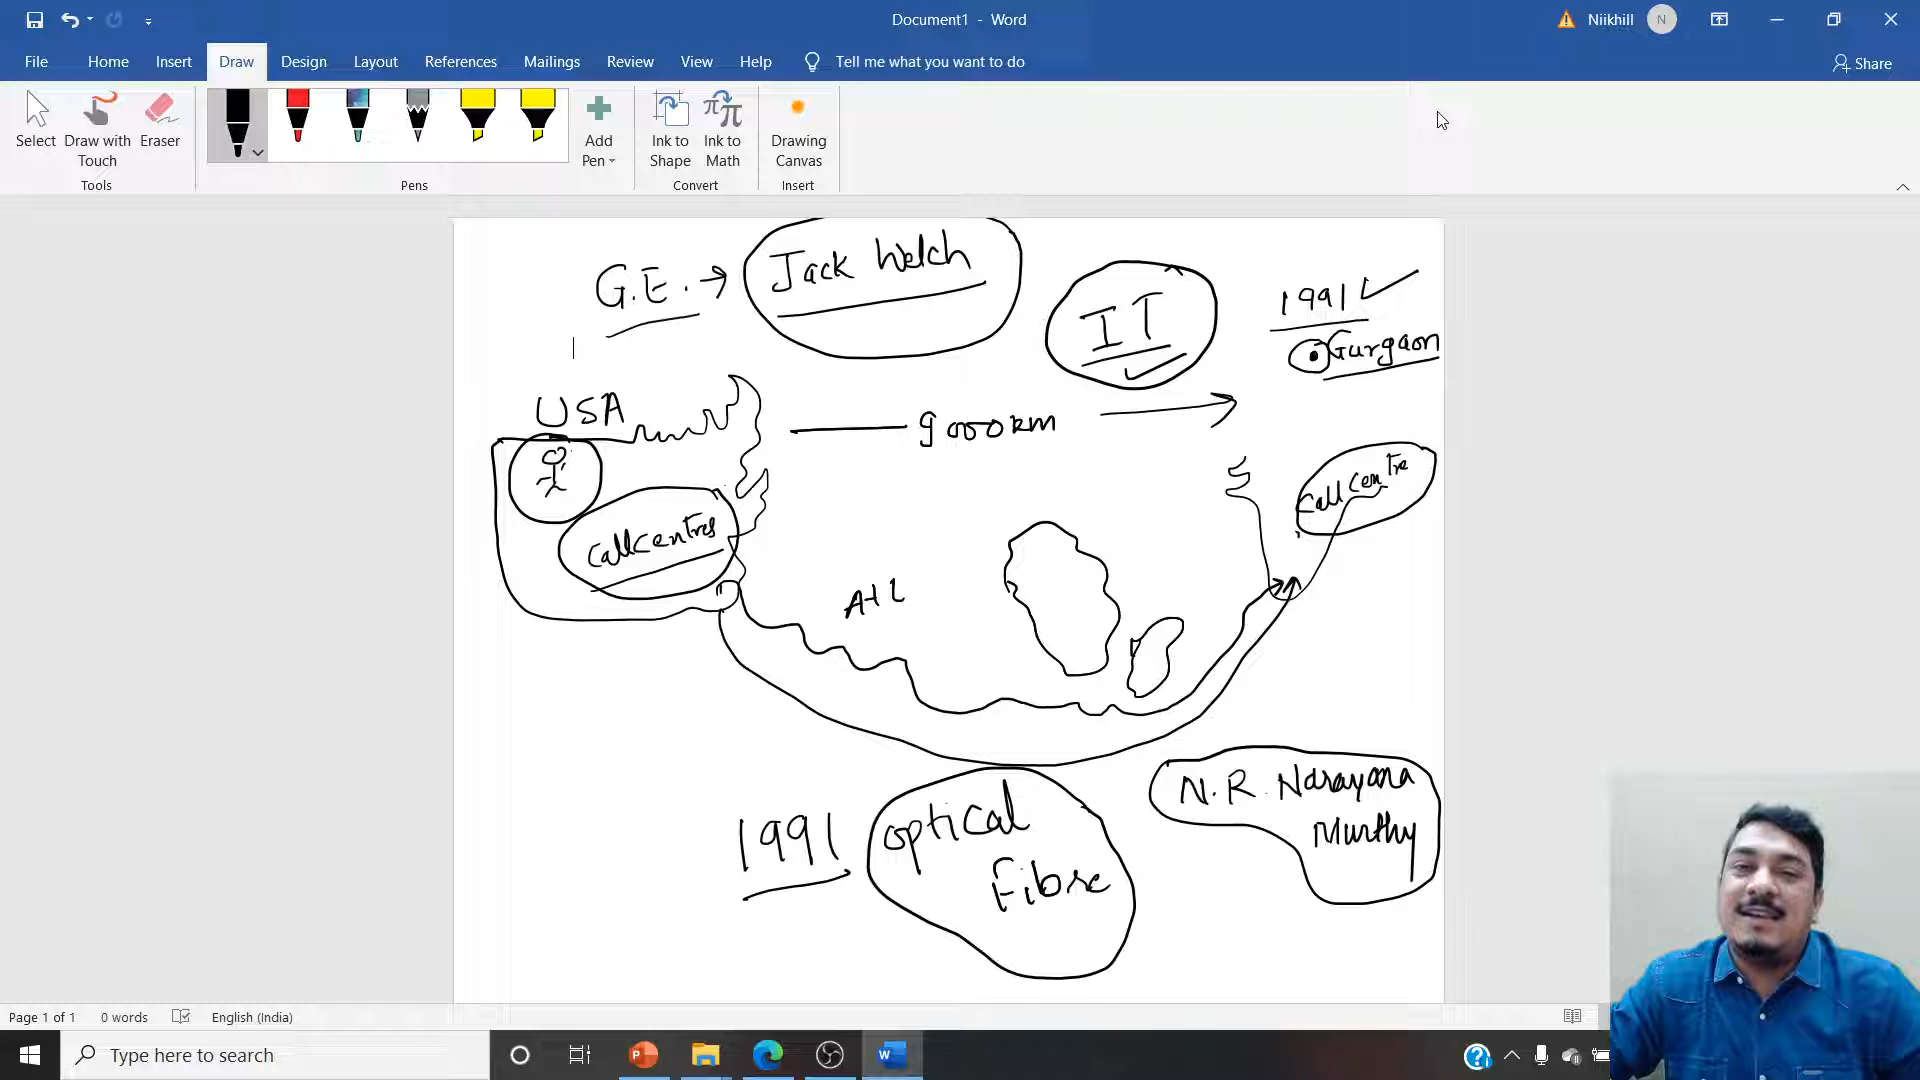 Document1 - Word
Niikhill
N
File Home Insert Draw Design Layout References Mailings Review View Help Tell me what you want to do
Share
Select
Draw with Touch
Eraser
Add Pen
Ink to Shape
Ink to Math
Drawing Canvas
Tools
Pens
Convert
Insert
G.E. → Jack Welch
IT
1991
Gurgaon
USA
9000km
call centre
callcentres
Atl
1991
optical
Fibre
N.R. Narayana
Murthy
Page 1 of 1 0 words English (India)
Type here to search